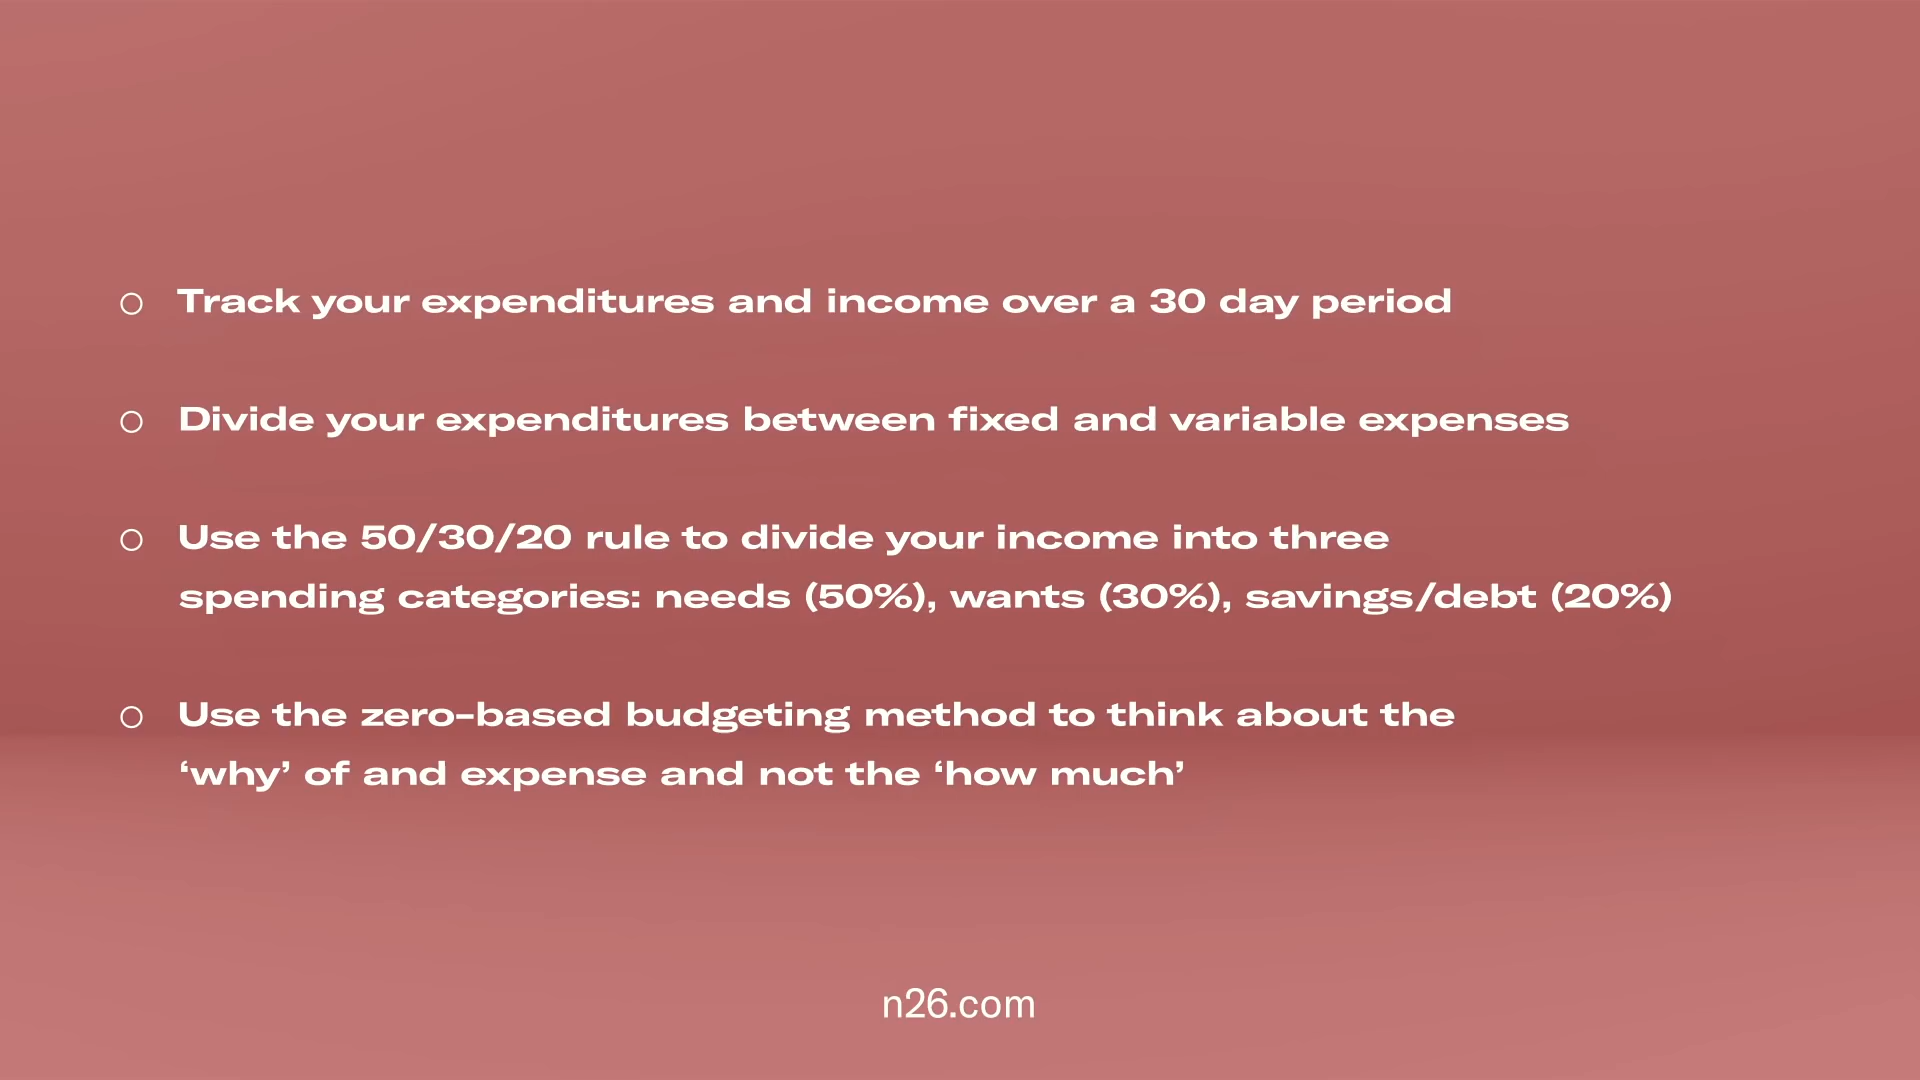 Track your expenditures and income over a 30 day period
Divide your expenditures between fixed and variable expenses
Use the 50/30/20 rule to divide your income into three
spending categories: needs (50%), wants (30%), savings/debt (20%)
Use the zero-based budgeting method to think about the
‘why’ of and expense and not the ‘how much’
n26.com